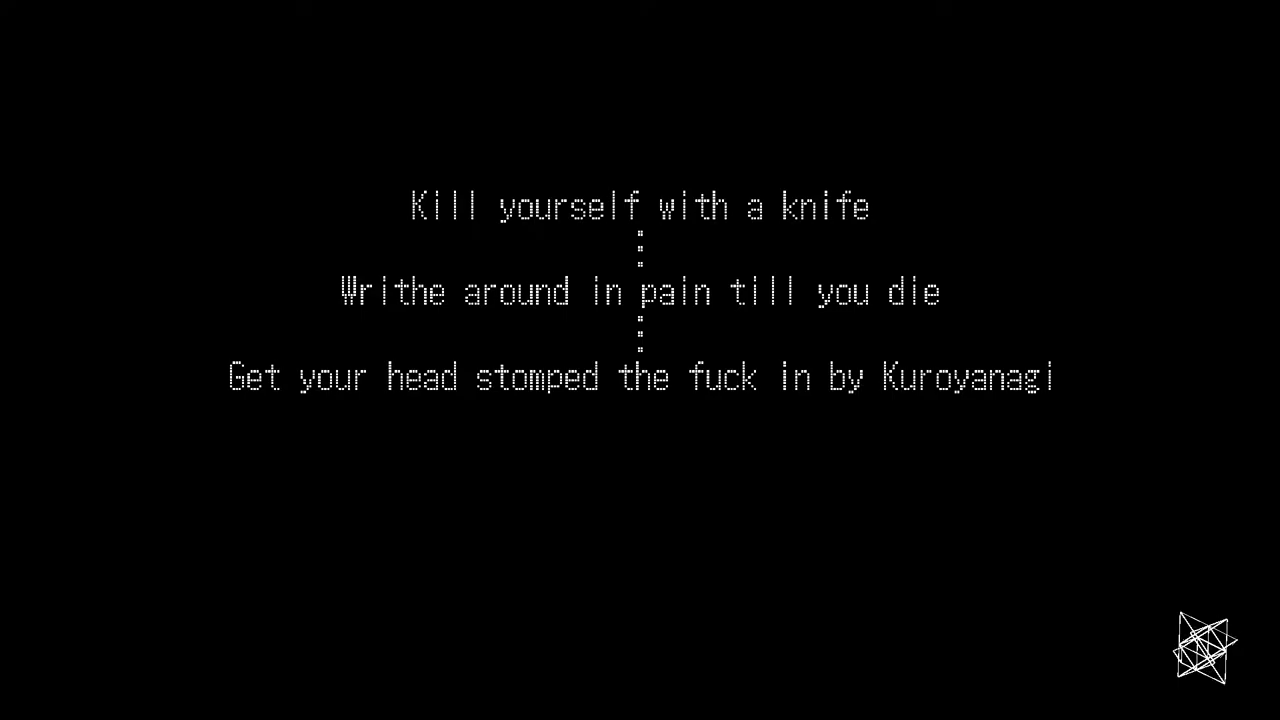 Kill yourself with a knife
Writhe around in pain till you die
Get your head stomped the fuck in by Kuroyanagi